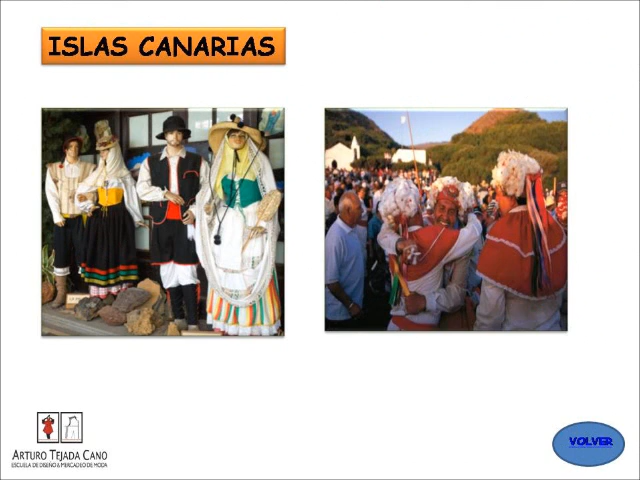 ISLAS CANARIAS
ARTURO TEJADA CANO
ESCUELA DE DISEÑO & MERCADEO DE MODA
VOLVER